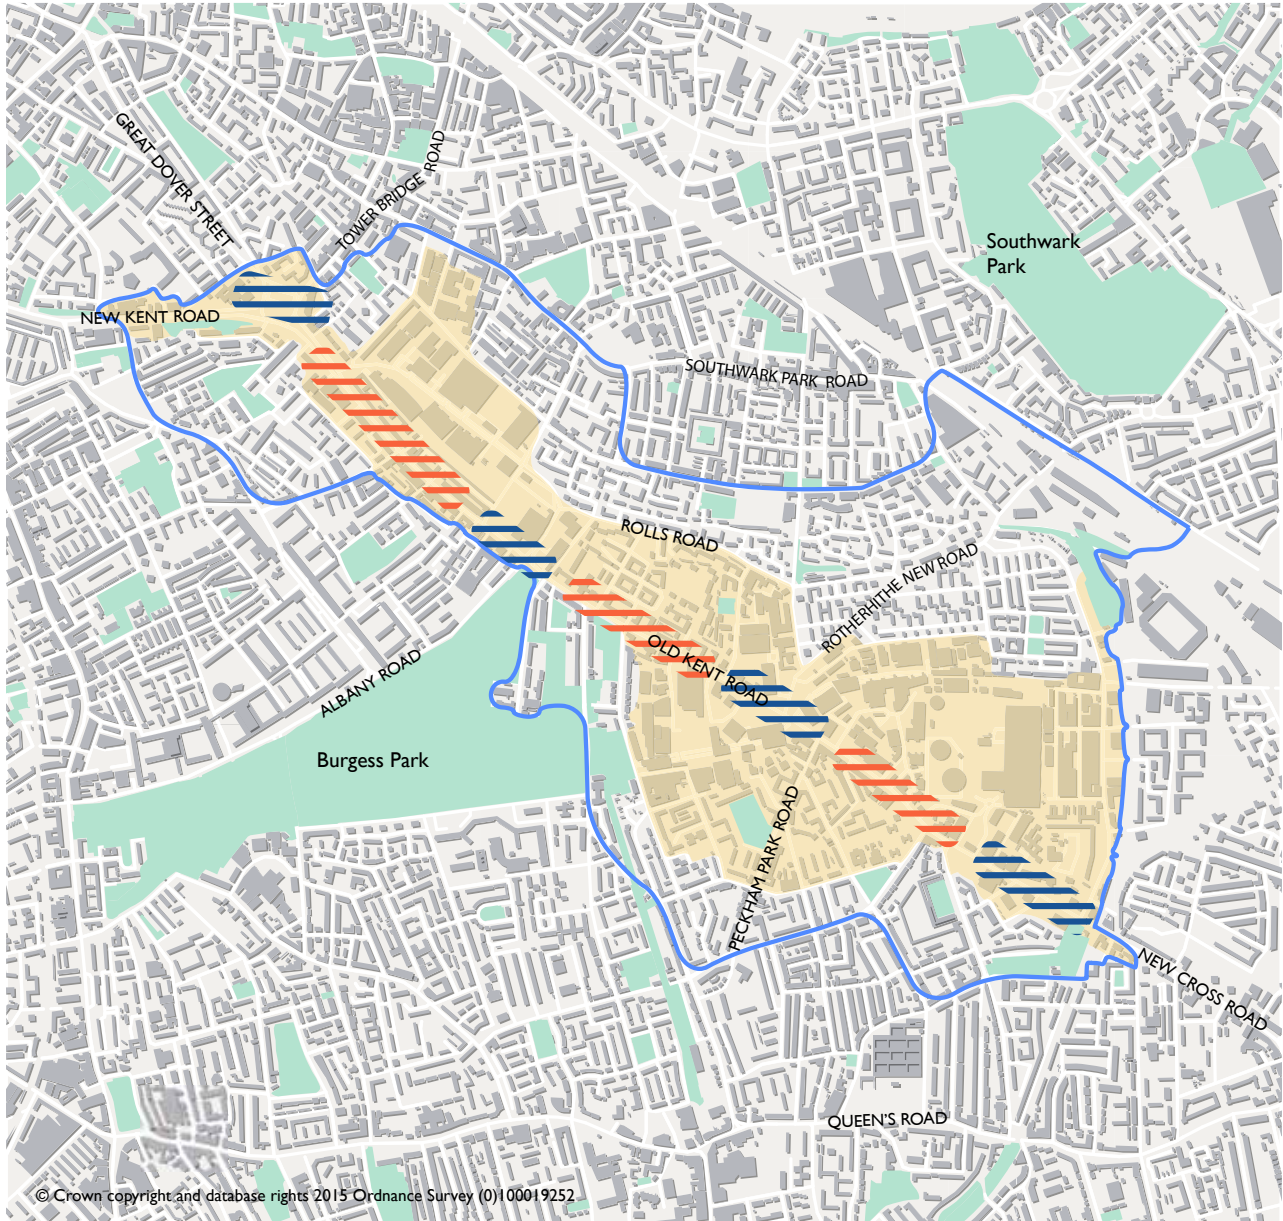 GREAT DOVER STREET
TOWER BRIDGE ROAD
Southwark
Park
NEW KENT ROAD
SOUTHWARK PARK ROAD
ROLLS ROAD
ROTHERHITHE NEW ROAD
OLD KENT ROAD
ALBANY ROAD
Burgess Park
PECKHAM PARK ROAD
NEW CROSS ROAD
QUEEN'S ROAD
© Crown copyright and database rights 2015 Ordnance Survey (0)100019252